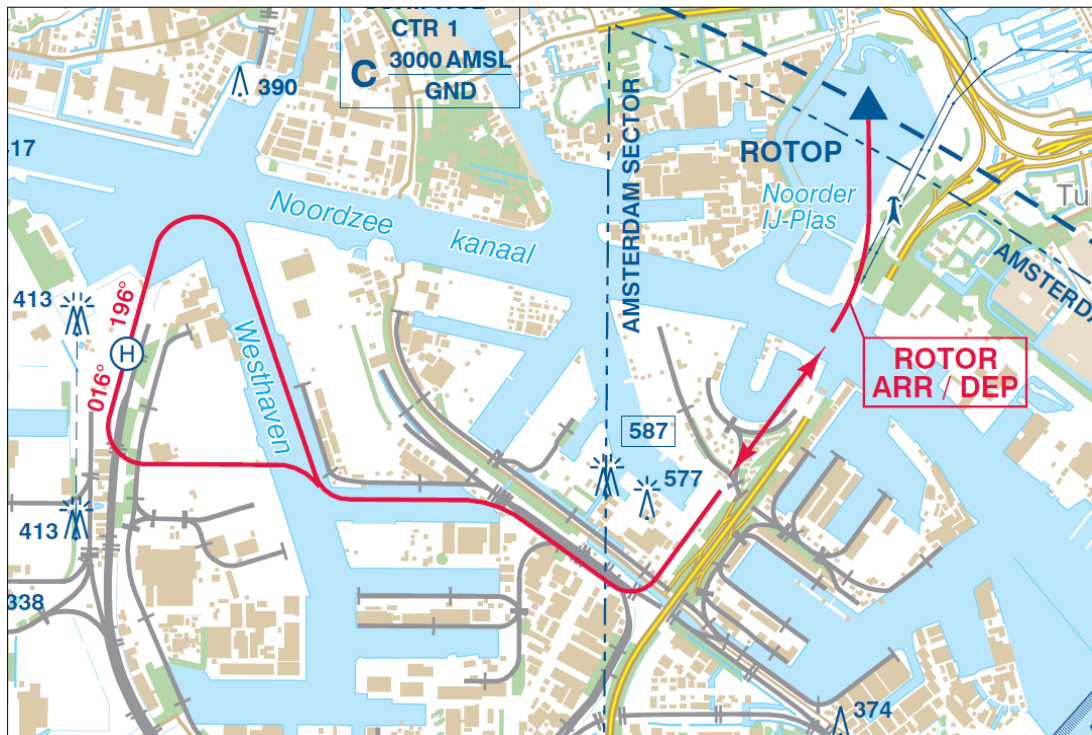 CTR 1
C 3000 AMSL
GND
390
17
ROTOP
Noorder
IJ-Plas
Tu
Noordzee kanaal
AMSTERDAM SECTOR
AMSTERDA
413
196°
H
016°
Westhaven
ROTOR
ARR / DEP
587
577
413
338
374